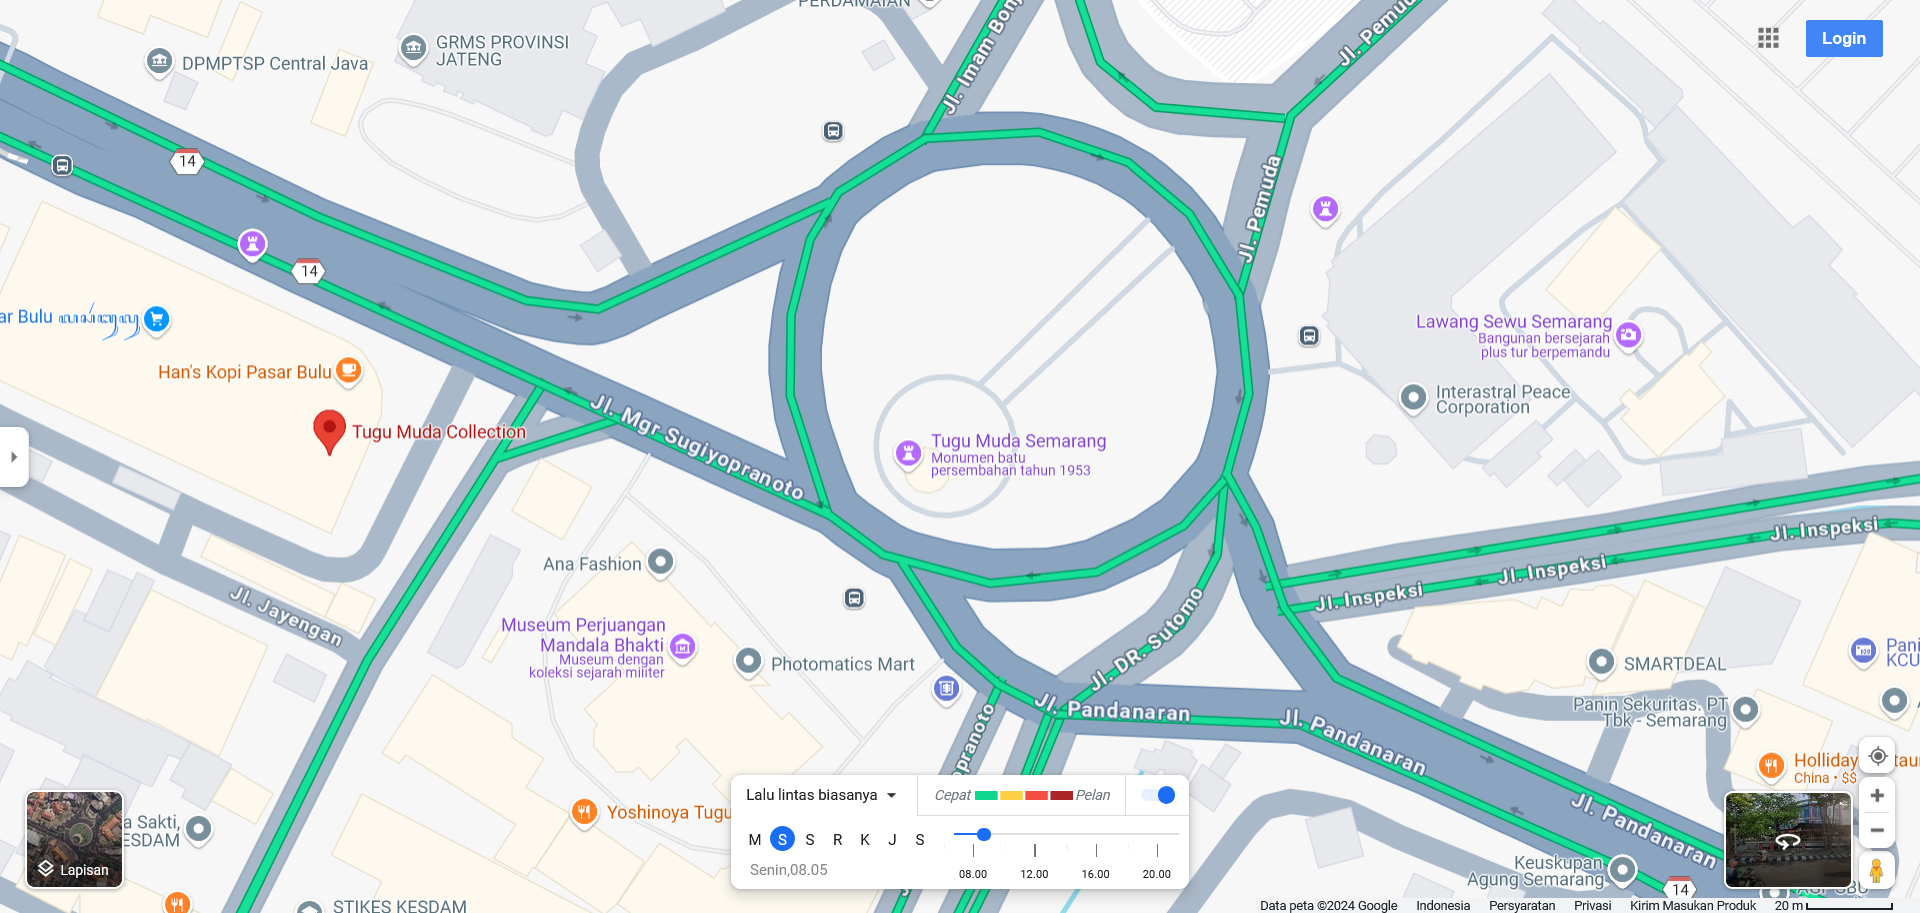 PERDAMAIAN
GRMS PROVINSI
JATENG
DPMPTSP Central Java
Jl. Imam Bonj
Jl. Pemuda
Login
14
Jl. Pemuda
14
ar Bulu
Han's Kopi Pasar Bulu
Tugu Muda Collection
Jl. Mgr Sugiyopranoto
Tugu Muda Semarang
Monumen batu
persembahan tahun 1953
Lawang Sewu Semarang
Bangunan bersejarah
plus tur berpemandu
Interastral Peace
Corporation
Jl. Inspeksi
Jl. Inspeksi
Jl. Inspeksi
Ana Fashion
Jl. Jayengan
Museum Perjuangan
Mandala Bhakti
Museum dengan
koleksi sejarah militer
Photomatics Mart
Jl. DR. Sutomo
Jl. Pandanaran
Jl. Pandanaran
Jl. Pandanaran
apranoto
SMARTDEAL
Pani
KCU
Panin Sekuritas. PT
Tbk - Semarang
Holliday
China • $$
Yoshinoya Tugu
a Sakti,
ESDAM
Lapisan
STIKES KESDAM
Lalu lintas biasanya
Cepat
Pelan
M S S R K J S
Senin,08.05
08.00 12.00 16.00 20.00
Keuskupan
Agung Semarang
14
Data peta ©2024 Google Indonesia Persyaratan Privasi Kirim Masukan Produk 20 m